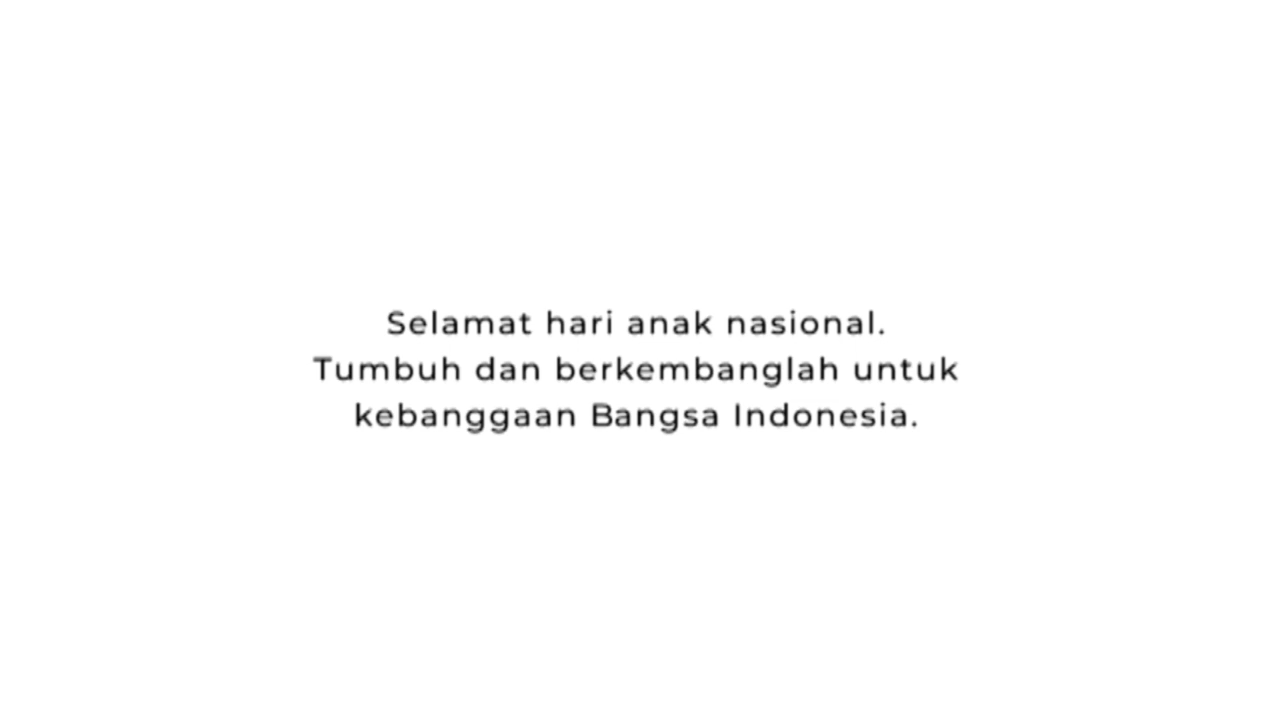 Selamat hari anak nasional.
Tumbuh dan berkembanglah untuk
kebanggaan Bangsa Indonesia.